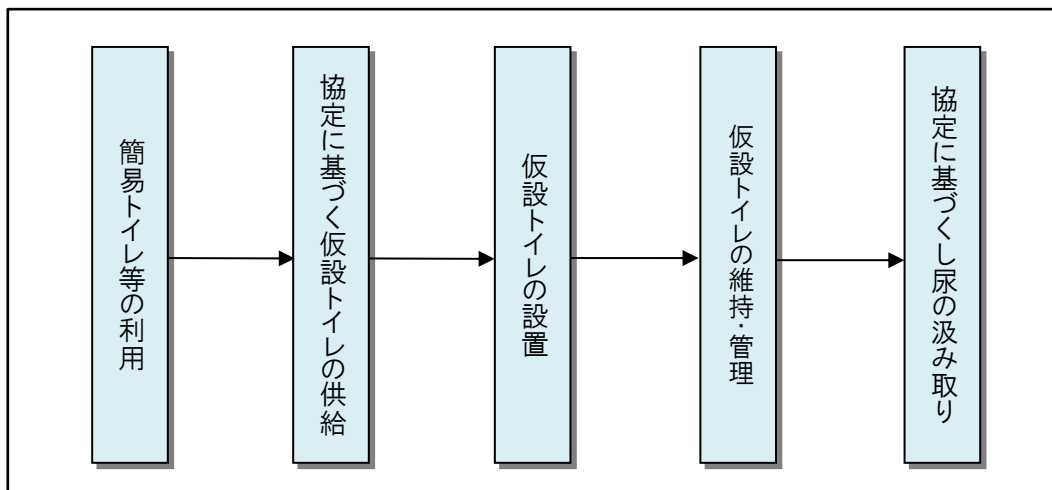 簡易トイレ等の利用
協定に基づく仮設トイレの供給
仮設トイレの設置
仮設トイレの維持・管理
協定に基づくし尿の汲み取り